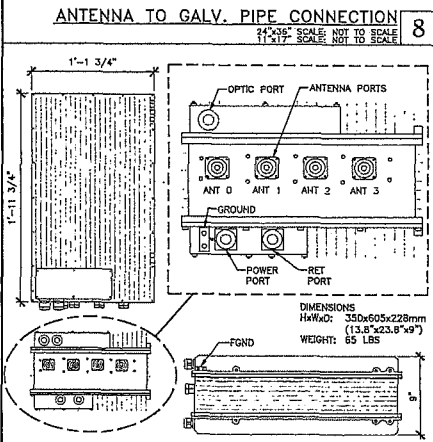 ANTENNA TO GALV. PIPE CONNECTION
8
24"x36" SCALE: NOT TO SCALE
11"x17" SCALE: NOT TO SCALE
1'-1 3/4"
OPTIC PORT
ANTENNA PORTS
1'-11 3/4"
ANT 0
ANT 1
ANT 2
ANT 3
GROUND
POWER
PORT
RET
PORT
DIMENSIONS
HxWxD: 350x605x228mm
(13.8"x23.8"x9")
WEIGHT: 65 LBS
FGND
9"